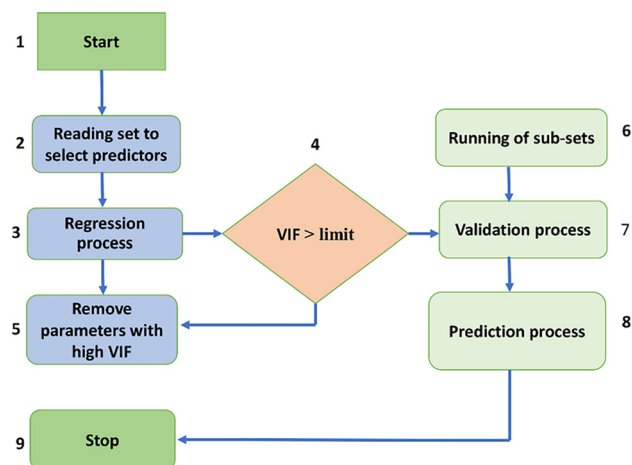 1
Start
2
Reading set to
select predictors
3
Regression
process
4
VIF > limit
5
Remove
parameters with
high VIF
6
Running of sub-sets
7
Validation process
8
Prediction process
9
Stop